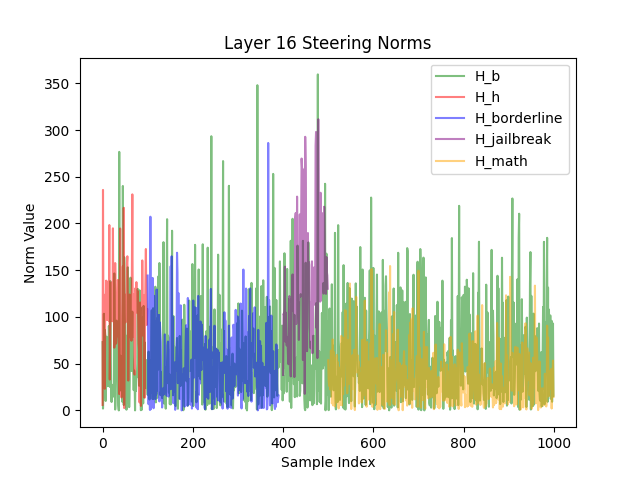 Layer 16 Steering Norms
H_b
H_h
H_borderline
H_jailbreak
H_math
Norm Value
350
300
250
200
150
100
50
0
0 200 400 600 800 1000
Sample Index